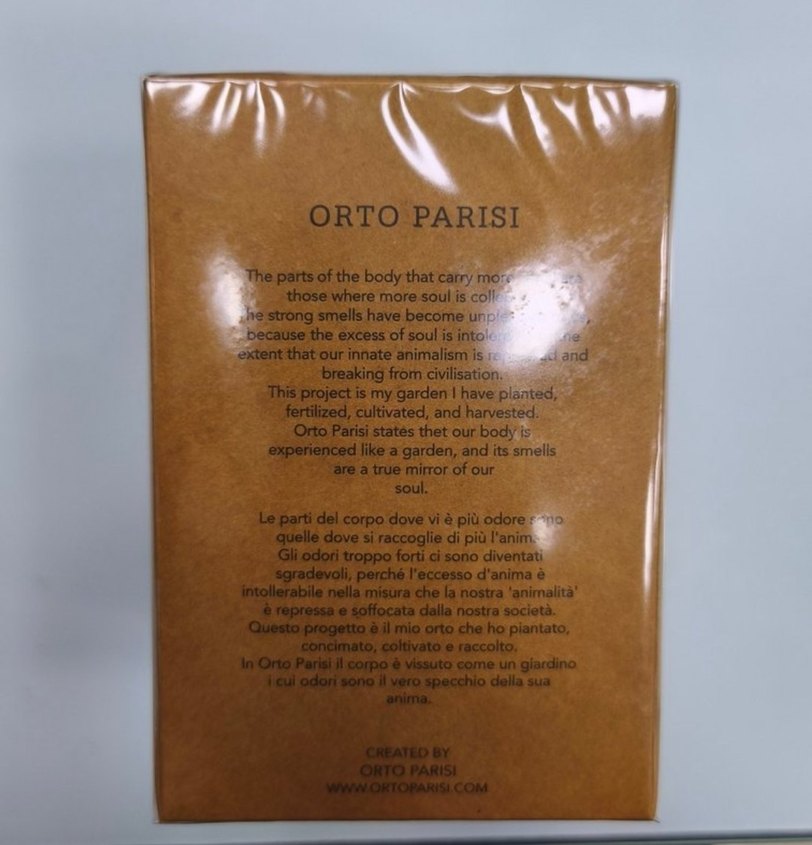 ORTO PARISI
The parts of the body that carry more
those where more soul is
he strong smells have become
because the excess of soul is
extent that our innate animalism is and
breaking from civilisation.
This project is my garden I have planted,
fertilized, cultivated, and harvested.
Orto Parisi states thet our body is
experienced like a garden, and its smells
are a true mirror of our
soul.
Le parti del corpo dove vi è più odore sono
quelle dove si raccoglie di più l'anima
Gli odori troppo forti ci sono diventati
sgradevoli, perché l'eccesso d'anima è
intollerabile nella misura che la nostra 'animalità'
è repressa e soffocata dalla nostra società.
Questo progetto è il mio orto che ho piantato,
concimato, coltivato e raccolto.
In Orto Parisi il corpo è vissuto come un giardino
i cui odori sono il vero specchio della sua
anima.
CREATED BY
ORTO PARISI
WWW.ORTOPARISI.COM